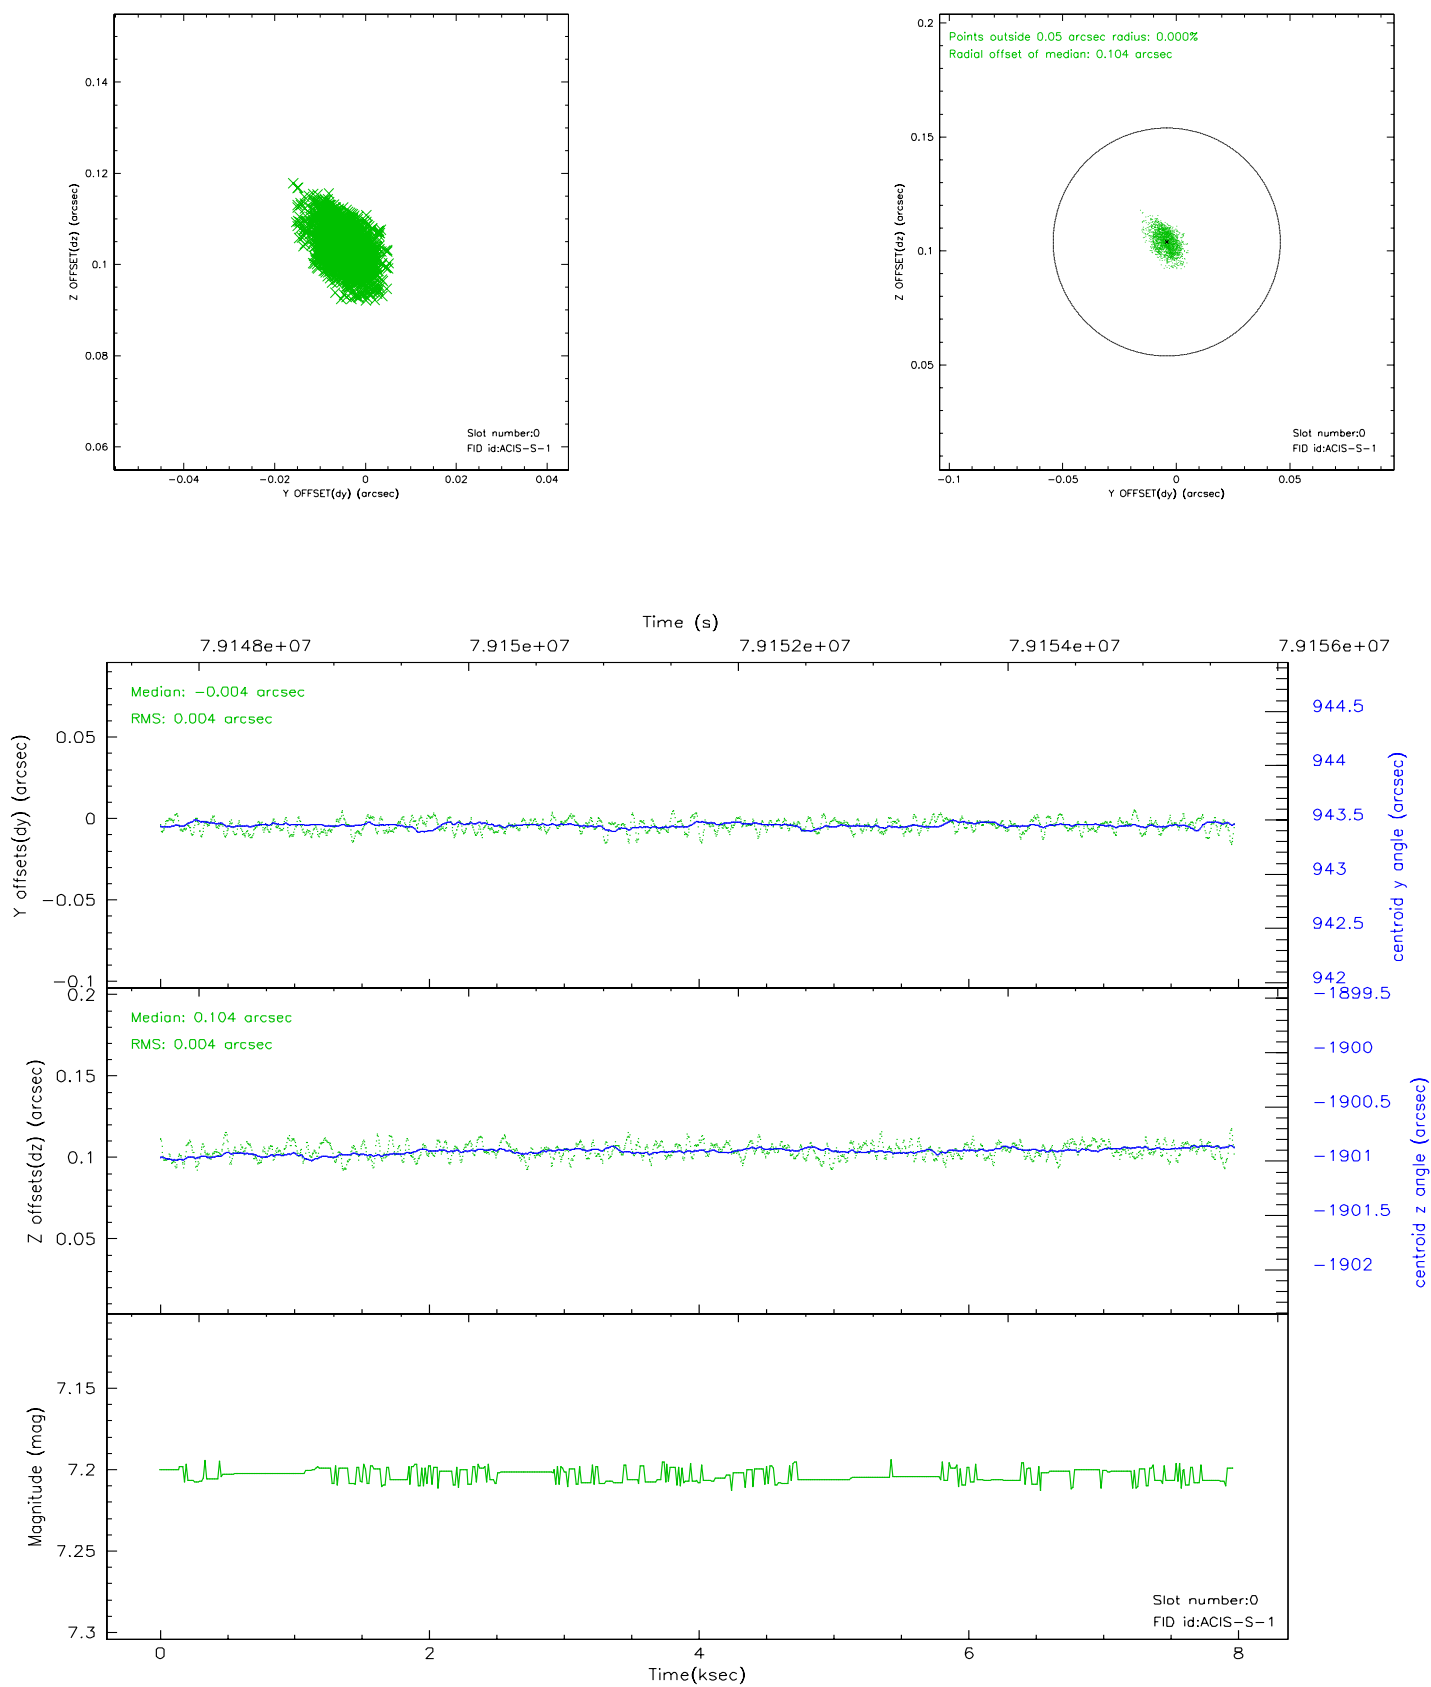 0.14
0.12
0.1
0.08
0.06
Z OFFSET(dz) (arcsec)
Slot number:0
FID id:ACIS-S-1
-0.04 -0.02 0 0.02 0.04
Y OFFSET(dy) (arcsec)
Points outside 0.05 arcsec radius: 0.000%
Radial offset of median: 0.104 arcsec
0.2
0.15
0.1
0.05
Z OFFSET(dz) (arcsec)
Slot number:0
FID id:ACIS-S-1
-0.1 -0.05 0 0.05
Y OFFSET(dy) (arcsec)
Time (s)
7.9148e+07 7.915e+07 7.9152e+07 7.9154e+07 7.9156e+07
Median: -0.004 arcsec
RMS: 0.004 arcsec
0.05
0
-0.05
-0.1
Y offsets(dy) (arcsec)
944.5
944
943.5
943
942.5
942
centroid y angle (arcsec)
Median: 0.104 arcsec
RMS: 0.004 arcsec
0.2
0.15
0.1
0.05
Z offsets(dz) (arcsec)
-1899.5
-1900
-1900.5
-1901
-1901.5
-1902
centroid z angle (arcsec)
7.15
7.2
7.25
7.3
Magnitude (mag)
Slot number:0
FID id:ACIS-S-1
0 2 4 6 8
Time(ksec)